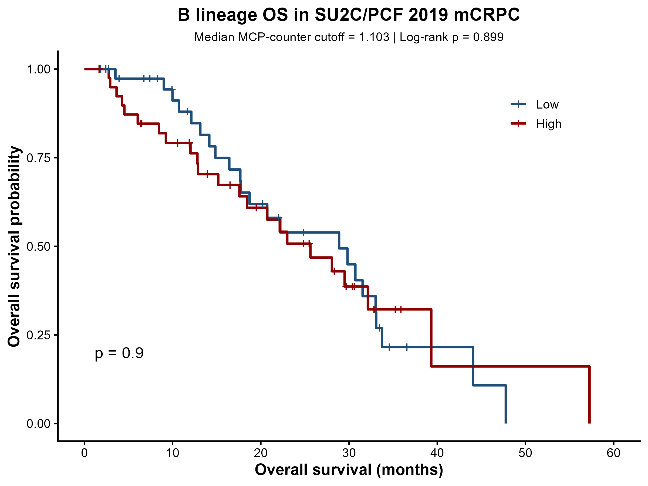 B lineage OS in SU2C/PCF 2019 mCRPC
Median MCP-counter cutoff = 1.103 | Log-rank p = 0.899
Overall survival probability
1.00
0.75
0.50
0.25
0.00
Low
High
p = 0.9
0 10 20 30 40 50 60
Overall survival (months)